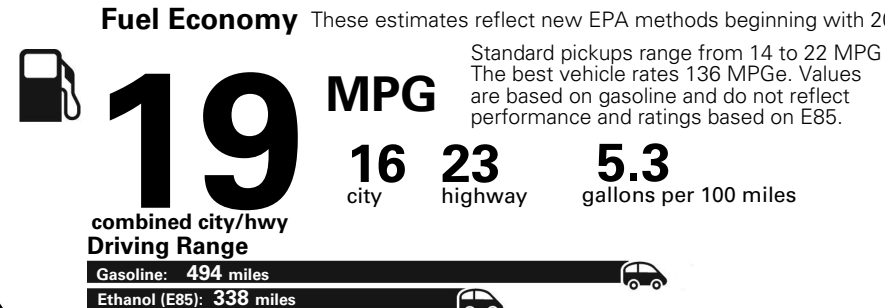 Fuel Economy These estimates reflect new EPA methods beginning with
Standard pickups range from 14 to 22 MPG
The best vehicle rates 136 MPGe. Values
are based on gasoline and do not reflect
performance and ratings based on E85.
19 MPG
combined city/hwy
16 city
23 highway
5.3 gallons per 100 miles
Driving Range
Gasoline: 494 miles
Ethanol (E85): 338 miles